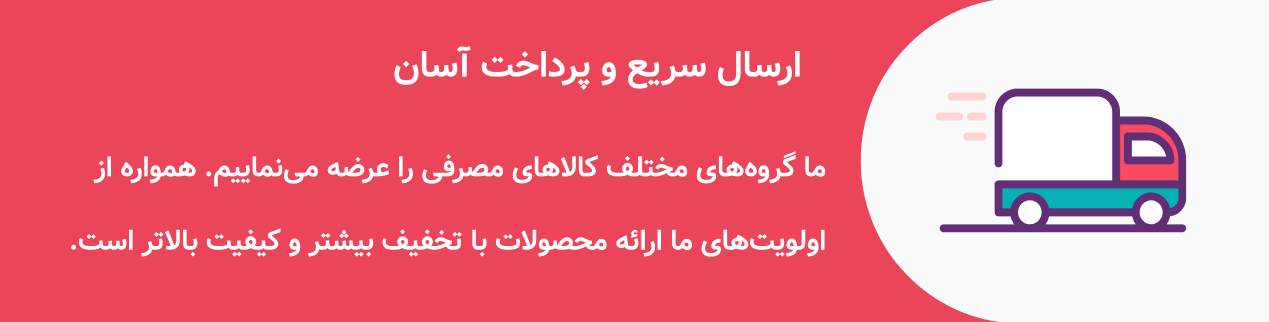 ارسال سریع و پرداخت آسان
ما گروه‌های مختلف کالاهای مصرفی را عرضه می‌نماییم. همواره از
اولویت‌های ما ارائه محصولات با تخفیف بیشتر و کیفیت بالاتر است.